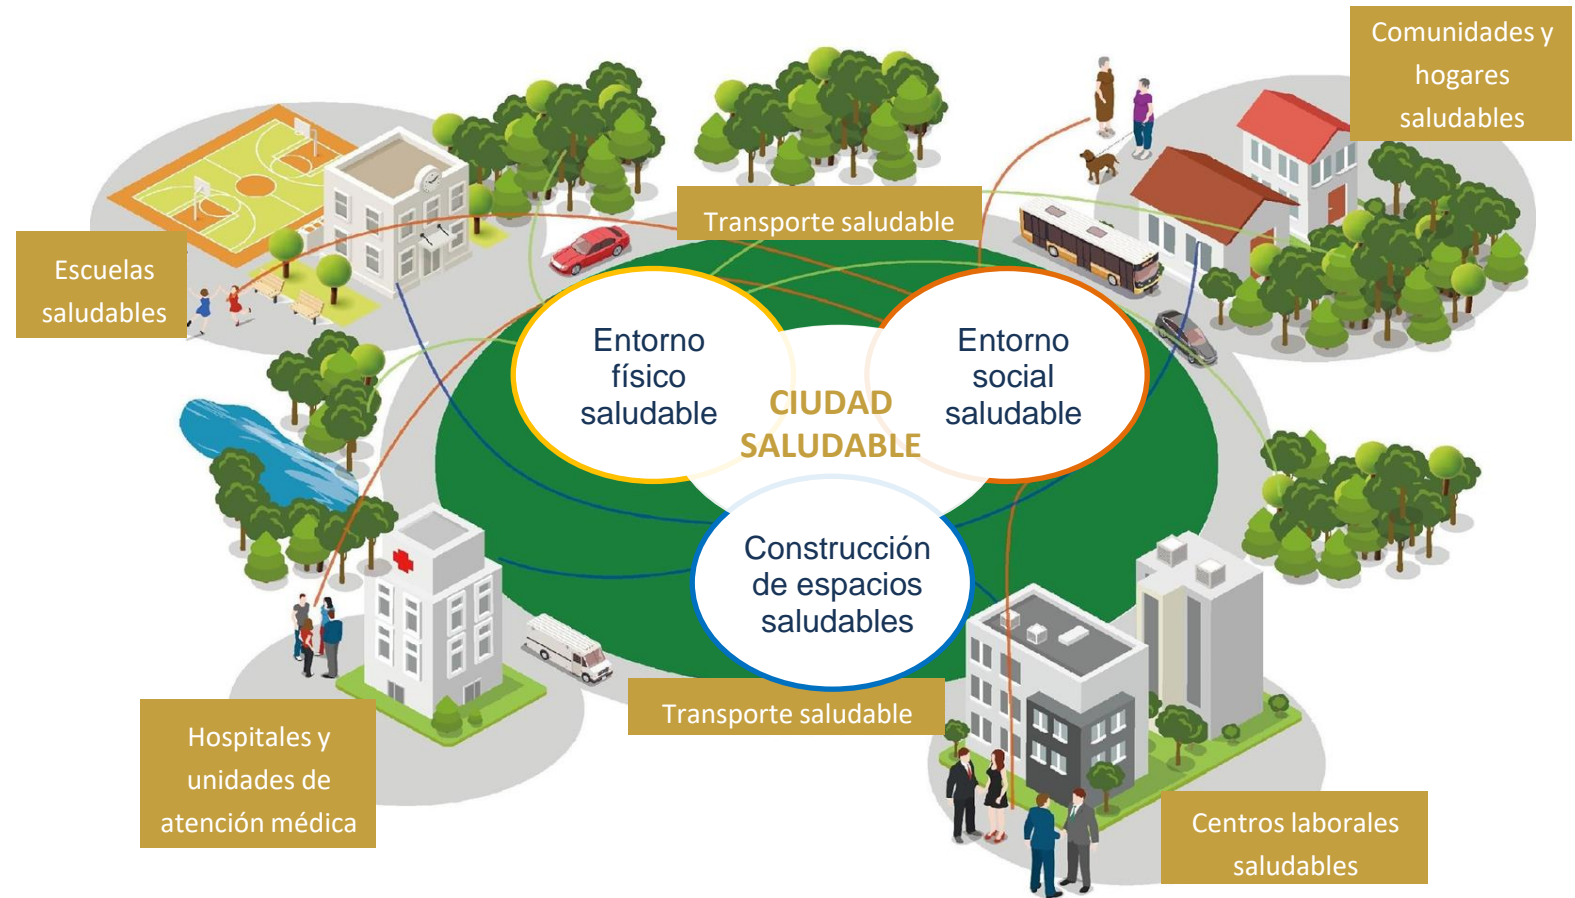 Comunidades y
hogares
saludables
Transporte saludable
Escuelas
saludables
Entorno
físico
saludable
Entorno
social
saludable
CIUDAD
SALUDABLE
Construcción
de espacios
saludables
Transporte saludable
Hospitales y
unidades de
atención médica
Centros laborales
saludables